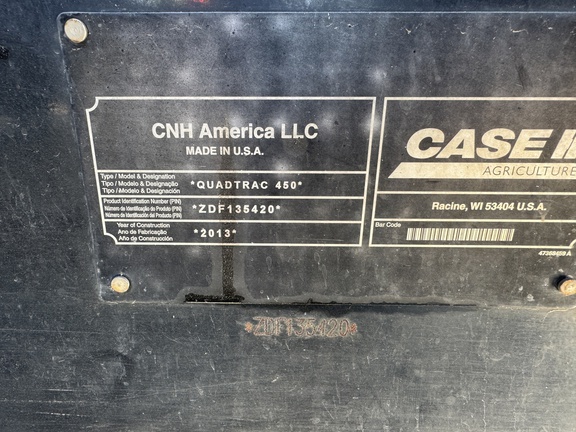 CNH America LLC
MADE IN U.S.A.
Type / Model & Designation
Tipo / Modelo & Designação
Tipo / Modelo & Designación
*QUADTRAC 450*
Product Identification Number (PIN)
Número de Identificação do Produto (PIN)
Número de Identificación del Producto (PIN)
*ZDF135420*
Year of Construction
Ano de Fabricação
Año de Construcción
*2013*
CASE I
AGRICULTURE
Racine, WI 53404 U.S.A.
Bar Code
47368459 A
*ZDF135420*